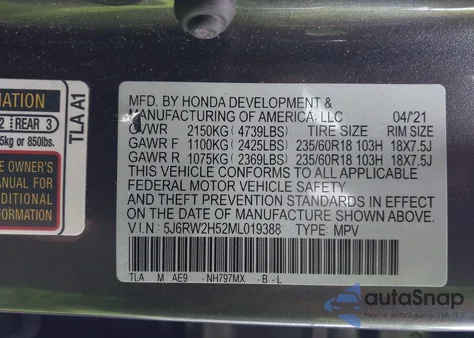 MATION
2 REAR 3
5kg or 850lbs.
E OWNER'S
ANUAL FOR
DITIONAL
ORMATION
TLA A1
MFD. BY HONDA DEVELOPMENT &
MANUFACTURING OF AMERICA, LLC 04/'21
GVWR 2150KG( 4739LBS) TIRE SIZE RIM SIZE
GAWR F 1100KG( 2425LBS) 235/60R18 103H 18X7.5J
GAWR R 1075KG( 2369LBS) 235/60R18 103H 18X7.5J
THIS VEHICLE CONFORMS TO ALL APPLICABLE
FEDERAL MOTOR VEHICLE SAFETY
AND THEFT PREVENTION STANDARDS IN EFFECT
ON THE DATE OF MANUFACTURE SHOWN ABOVE.
V.I.N.: 5J6RW2H52ML019388 TYPE: MPV
TLA M AE9 - NH797MX - B - L
autoSnap